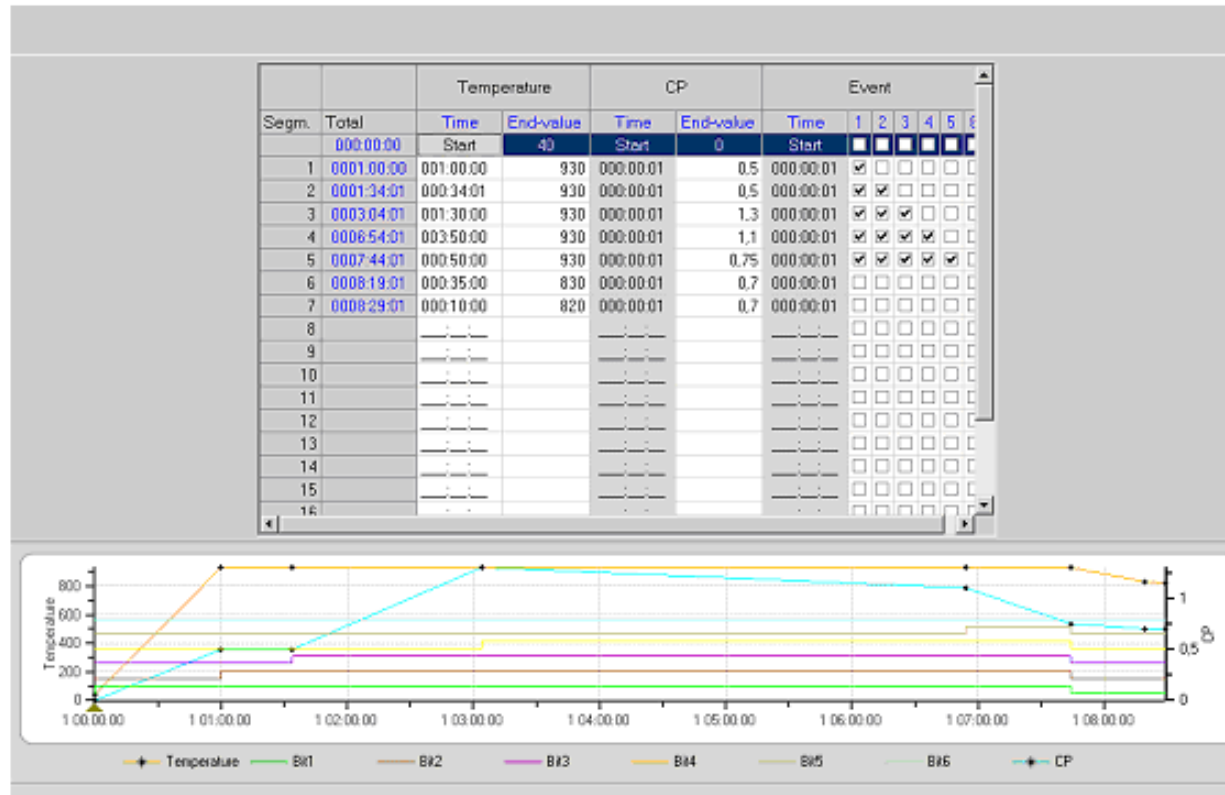 Temperature CP Event
Segm. Total Time End-value Time End-value Time 1 2 3 4 5
000:00:00 Start 40 Start 0 Start
1 0001:00:00 001:00:00 930 000:00:01 0,5 000:00:01
2 0001:34:01 000:34:01 930 000:00:01 0,5 000:00:01
3 0003:04:01 001:30:00 930 000:00:01 1,3 000:00:01
4 0006:54:01 003:50:00 930 000:00:01 1,1 000:00:01
5 0007:44:01 000:50:00 930 000:00:01 0,75 000:00:01
6 0008:19:01 000:35:00 830 000:00:01 0,7 000:00:01
7 0008:29:01 000:10:00 820 000:00:01 0,7 000:00:01
8
9
10
11
12
13
14
15
16
Temperature
800
600
400
200
0
1
0,5
0
CP
1 00:00:00 1 01:00:00 1 02:00:00 1 03:00:00 1 04:00:00 1 05:00:00 1 06:00:00 1 07:00:00 1 08:00:00
Temperature Bit1 Bit2 Bit3 Bit4 Bit5 Bit6 CP